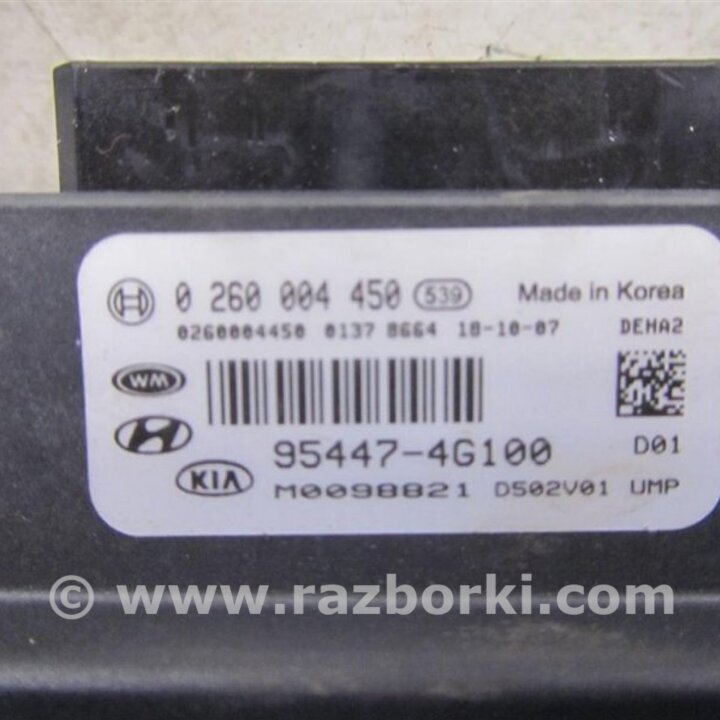 0 260 004 450 539 Made in Korea
0260004450 0137 8664 18-10-07 DEHA2
WM
95447-4G100 D01
KIA
M0098821 D502V01 UMP
© www.razborki.com